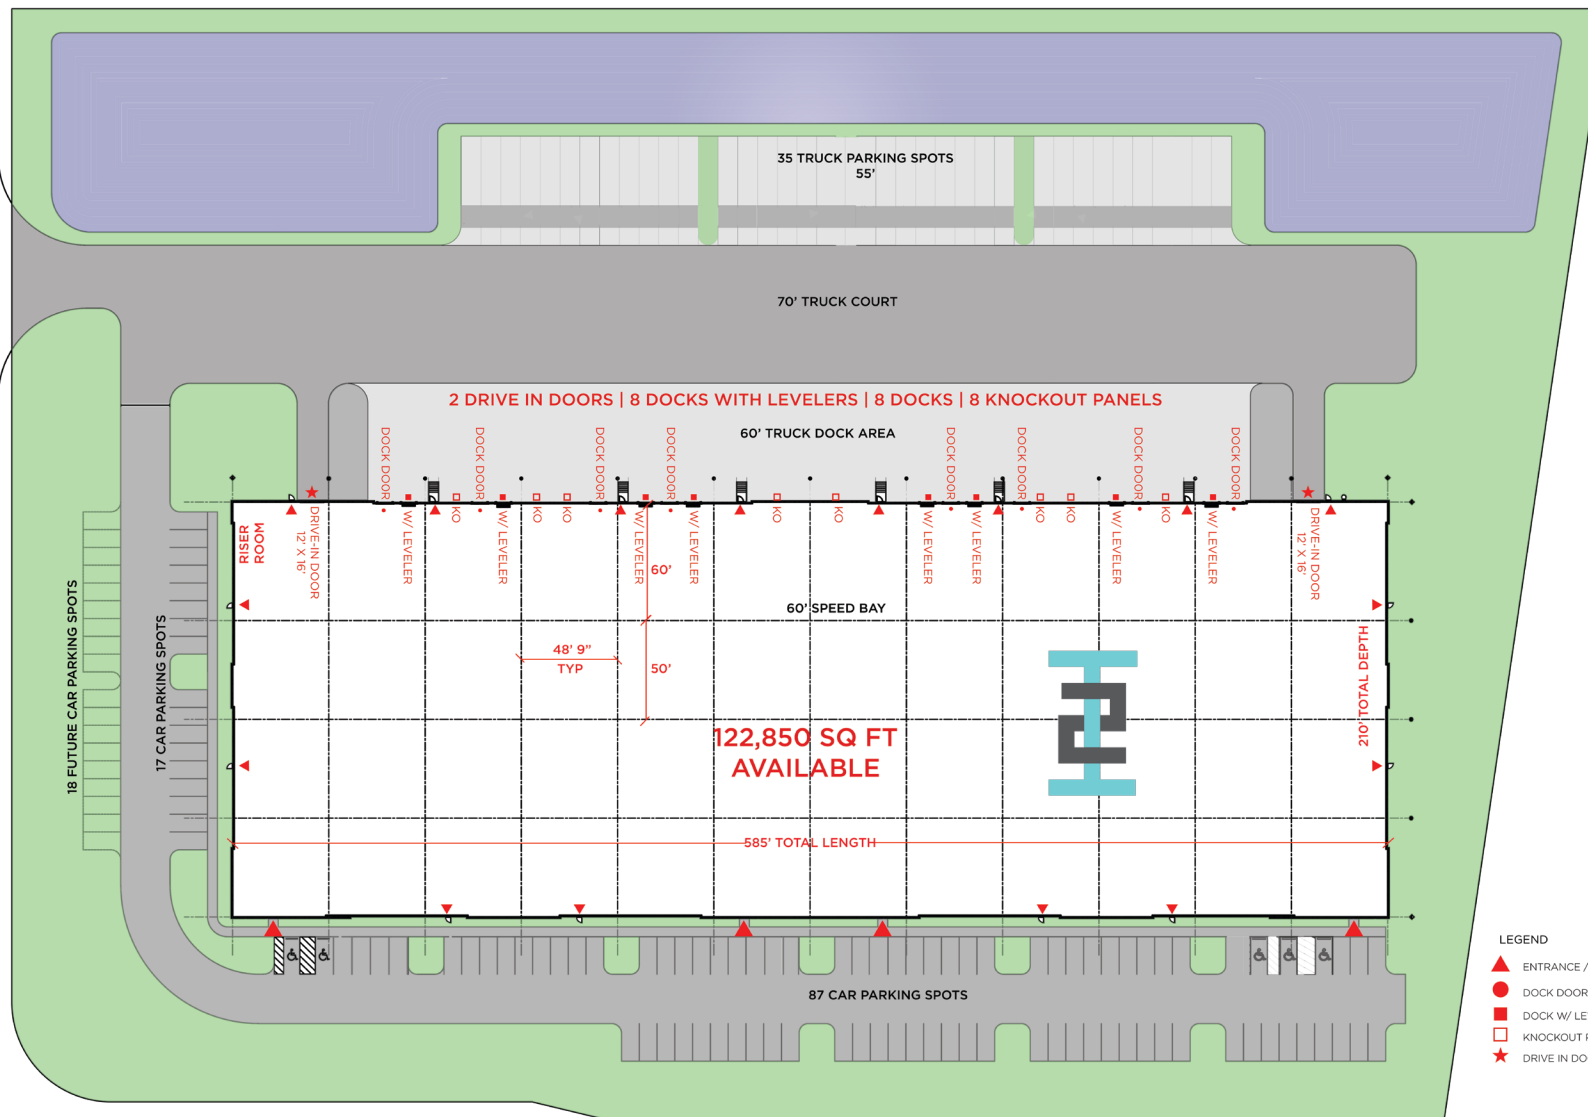 35 TRUCK PARKING SPOTS
55'
70' TRUCK COURT
2 DRIVE IN DOORS | 8 DOCKS WITH LEVELERS | 8 DOCKS | 8 KNOCKOUT PANELS
60' TRUCK DOCK AREA
DOCK DOOR
DOCK DOOR
DOCK DOOR
DOCK DOOR
DOCK DOOR
DOCK DOOR
DOCK DOOR
DOCK DOOR
RISER
ROOM
DRIVE-IN DOOR
12' X 16'
W/ LEVELER
KO
W/ LEVELER
KO
KO
W/ LEVELER
W/ LEVELER
KO
KO
W/ LEVELER
W/ LEVELER
KO
KO
W/ LEVELER
KO
W/ LEVELER
DRIVE-IN DOOR
12' X 16'
60'
60' SPEED BAY
48' 9"
TYP
50'
18 FUTURE CAR PARKING SPOTS
17 CAR PARKING SPOTS
210' TOTAL DEPTH
122,850 SQ FT
AVAILABLE
585' TOTAL LENGTH
87 CAR PARKING SPOTS
LEGEND
ENTRANCE /
DOCK DOOR
DOCK W/ LE
KNOCKOUT P
DRIVE IN DO